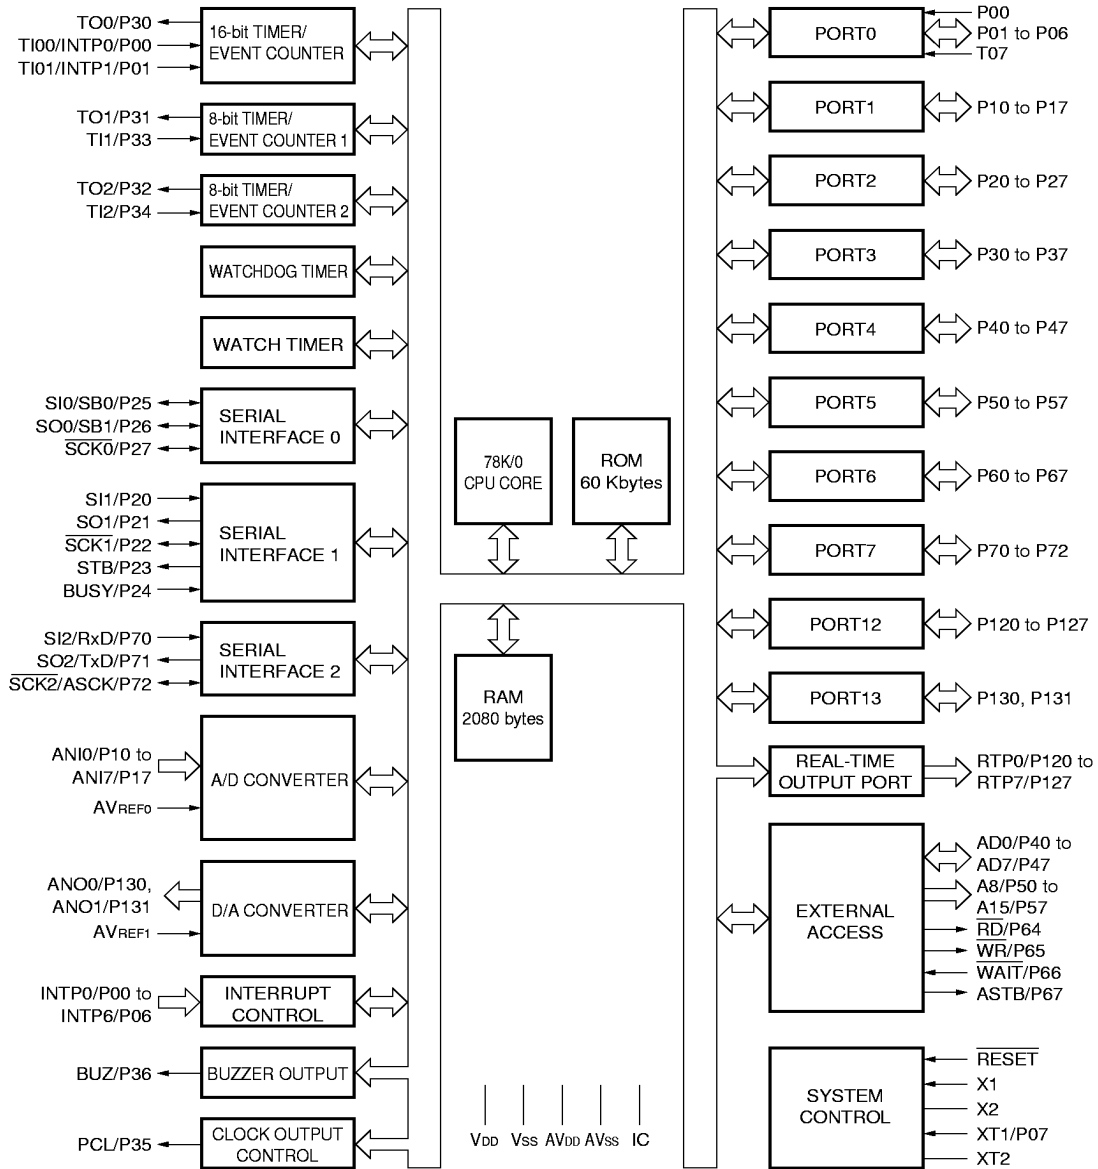 TO0/P30
TI00/INTP0/P00
TI01/INTP1/P01
16-bit TIMER/
EVENT COUNTER
TO1/P31
TI1/P33
8-bit TIMER/
EVENT COUNTER 1
TO2/P32
TI2/P34
8-bit TIMER/
EVENT COUNTER 2
WATCHDOG TIMER
WATCH TIMER
SI0/SB0/P25
SO0/SB1/P26
SCK0/P27
SERIAL
INTERFACE 0
SI1/P20
SO1/P21
SCK1/P22
STB/P23
BUSY/P24
SERIAL
INTERFACE 1
SI2/RxD/P70
SO2/TxD/P71
SCK2/ASCK/P72
SERIAL
INTERFACE 2
ANI0/P10 to
ANI7/P17
AVREF0
A/D CONVERTER
ANO0/P130,
ANO1/P131
AVREF1
D/A CONVERTER
INTP0/P00 to
INTP6/P06
INTERRUPT
CONTROL
BUZ/P36
BUZZER OUTPUT
PCL/P35
CLOCK OUTPUT
CONTROL
78K/0
CPU CORE
ROM
60 Kbytes
RAM
2080 bytes
VDD VSS AVDD AVSS IC
PORT0
P00
P01 to P06
T07
PORT1
P10 to P17
PORT2
P20 to P27
PORT3
P30 to P37
PORT4
P40 to P47
PORT5
P50 to P57
PORT6
P60 to P67
PORT7
P70 to P72
PORT12
P120 to P127
PORT13
P130, P131
REAL-TIME
OUTPUT PORT
RTP0/P120 to
RTP7/P127
EXTERNAL
ACCESS
AD0/P40 to
AD7/P47
A8/P50 to
A15/P57
RD/P64
WR/P65
WAIT/P66
ASTB/P67
SYSTEM
CONTROL
RESET
X1
X2
XT1/P07
XT2